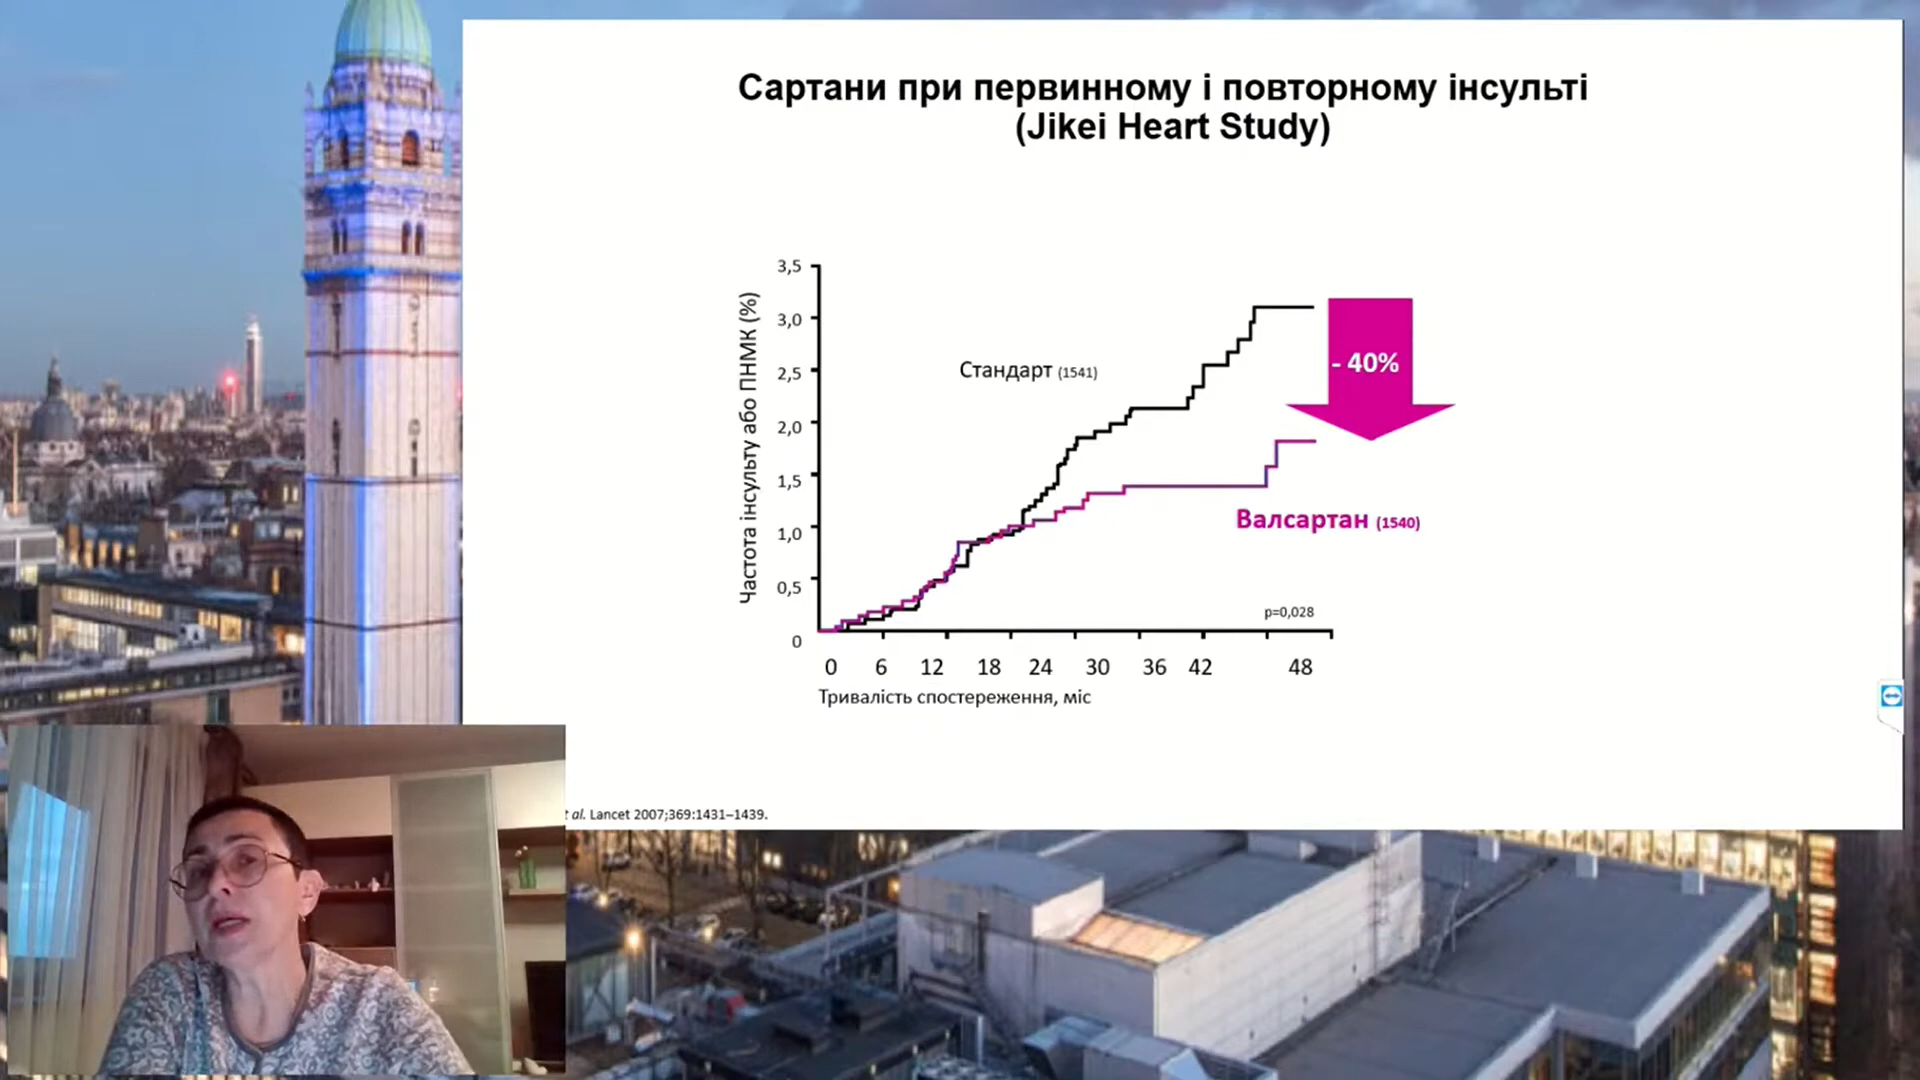 Сартани при первинному і повторному інсульті
(Jikei Heart Study)
Частота інсульту або ПНМК (%)
3,5
3,0
2,5
2,0
1,5
1,0
0,5
0
Стандарт (1541)
- 40%
Валсартан (1540)
p=0,028
0 6 12 18 24 30 36 42 48
Тривалість спостереження, міс
al. Lancet 2007;369:1431–1439.